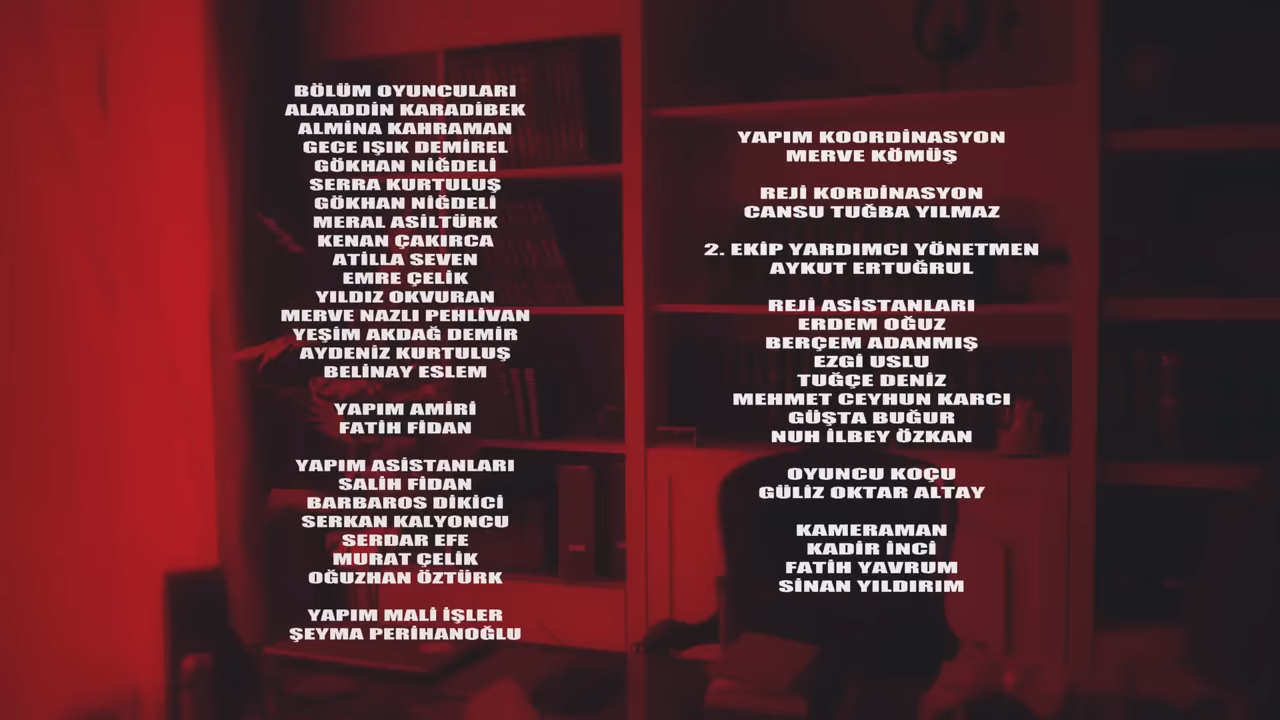 BÖLÜM OYUNCULARI
ALAADDİN KARADİBEK
ALMİNA KAHRAMAN
GECE IŞIK DEMİREL
GÖKHAN NİĞDELİ
SERRA KURTULUŞ
GÖKHAN NİĞDELİ
MERAL ASİLTÜRK
KENAN ÇAKIRCA
ATİLLA SEVEN
EMRE ÇELİK
YILDIZ OKVURAN
MERVE NAZLI PEHLİVAN
YEŞİM AKDAĞ DEMİR
AYDENİZ KURTULUŞ
BELİNAY ESLEM
YAPIM AMİRİ
FATİH FİDAN
YAPIM ASİSTANLARI
SALİH FİDAN
BARBAROS DİKİCİ
SERKAN KALYONCU
SERDAR EFE
MURAT ÇELİK
OĞUZHAN ÖZTÜRK
YAPIM MALİ İŞLER
ŞEYMA PERİHANOĞLU
YAPIM KOORDİNASYON
MERVE KÖMÜŞ
REJİ KORDİNASYON
CANSU TUĞBA YILMAZ
2. EKİP YARDIMCI YÖNETMEN
AYKUT ERTUĞRUL
REJİ ASİSTANLARI
ERDEM OĞUZ
BERÇEM ADANMIŞ
EZGİ USLU
TUĞÇE DENİZ
MEHMET CEYHUN KARCI
GÜŞTA BUĞUR
NUH İLBEY ÖZKAN
OYUNCU KOÇU
GÜLİZ OKTAR ALTAY
KAMERAMAN
KADİR İNCİ
FATİH YAVRUM
SİNAN YILDIRIM